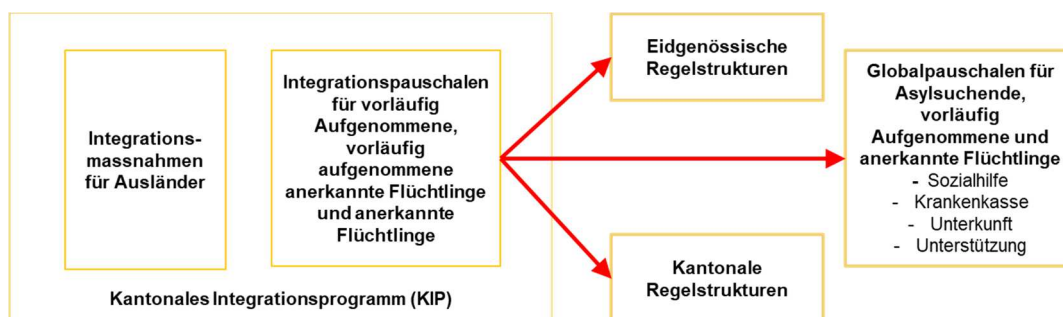 Integrations-
massnahmen
für Ausländer
Integrationspauschalen
für vorläufig
Aufgenommene,
vorläufig
aufgenommene
anerkannte Flüchtlinge
und anerkannte
Flüchtlinge
Kantonales Integrationsprogramm (KIP)
Eidgenössische
Regelstrukturen
Kantonale
Regelstrukturen
Globalpauschalen für
Asylsuchende,
vorläufig
Aufgenommene und
anerkannte Flüchtlinge
- Sozialhilfe
- Krankenkasse
- Unterkunft
- Unterstützung